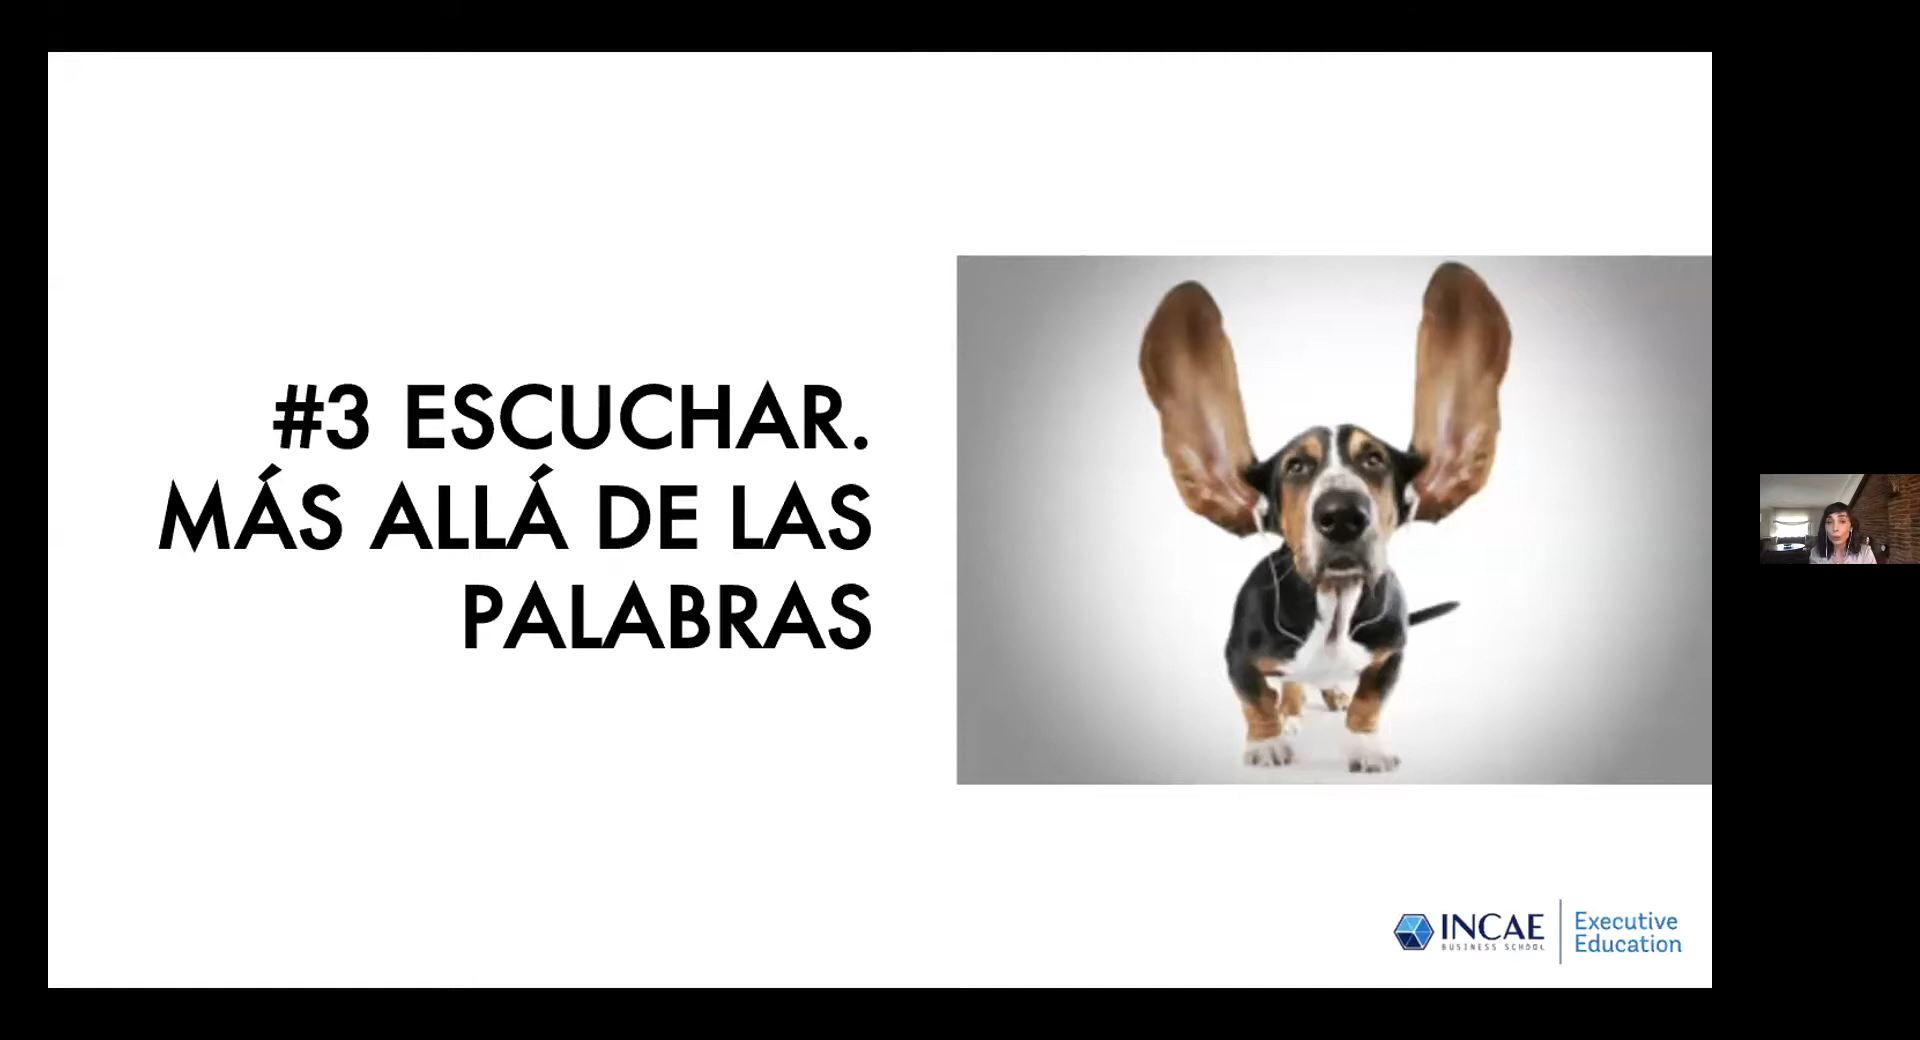 #3 ESCUCHAR.
MÁS ALLÁ DE LAS
PALABRAS
INCAE
BUSINESS SCHOOL
Executive
Education